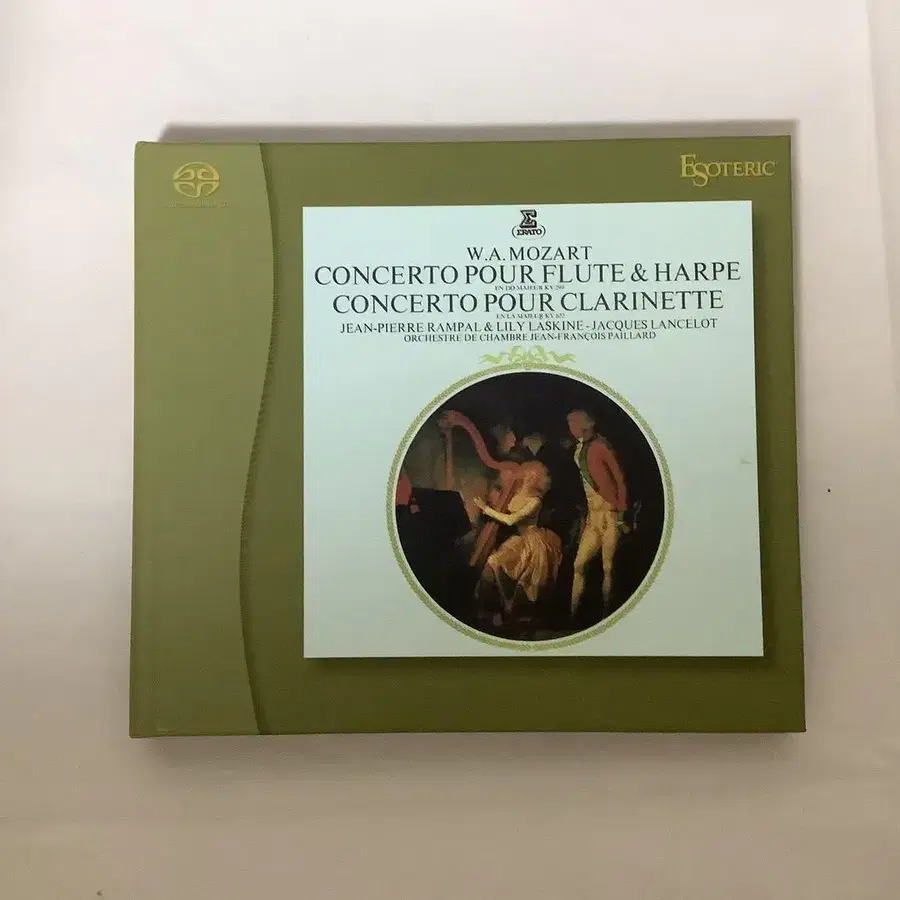 ESOTERIC
ERATO
W.A. MOZART
CONCERTO POUR FLUTE & HARPE
EN DO MAJEUR KV 299
CONCERTO POUR CLARINETTE
EN LA MAJEUR KV 622
JEAN-PIERRE RAMPAL & LILY LASKINE - JACQUES LANCELOT
ORCHESTRE DE CHAMBRE JEAN-FRANÇOIS PAILLARD